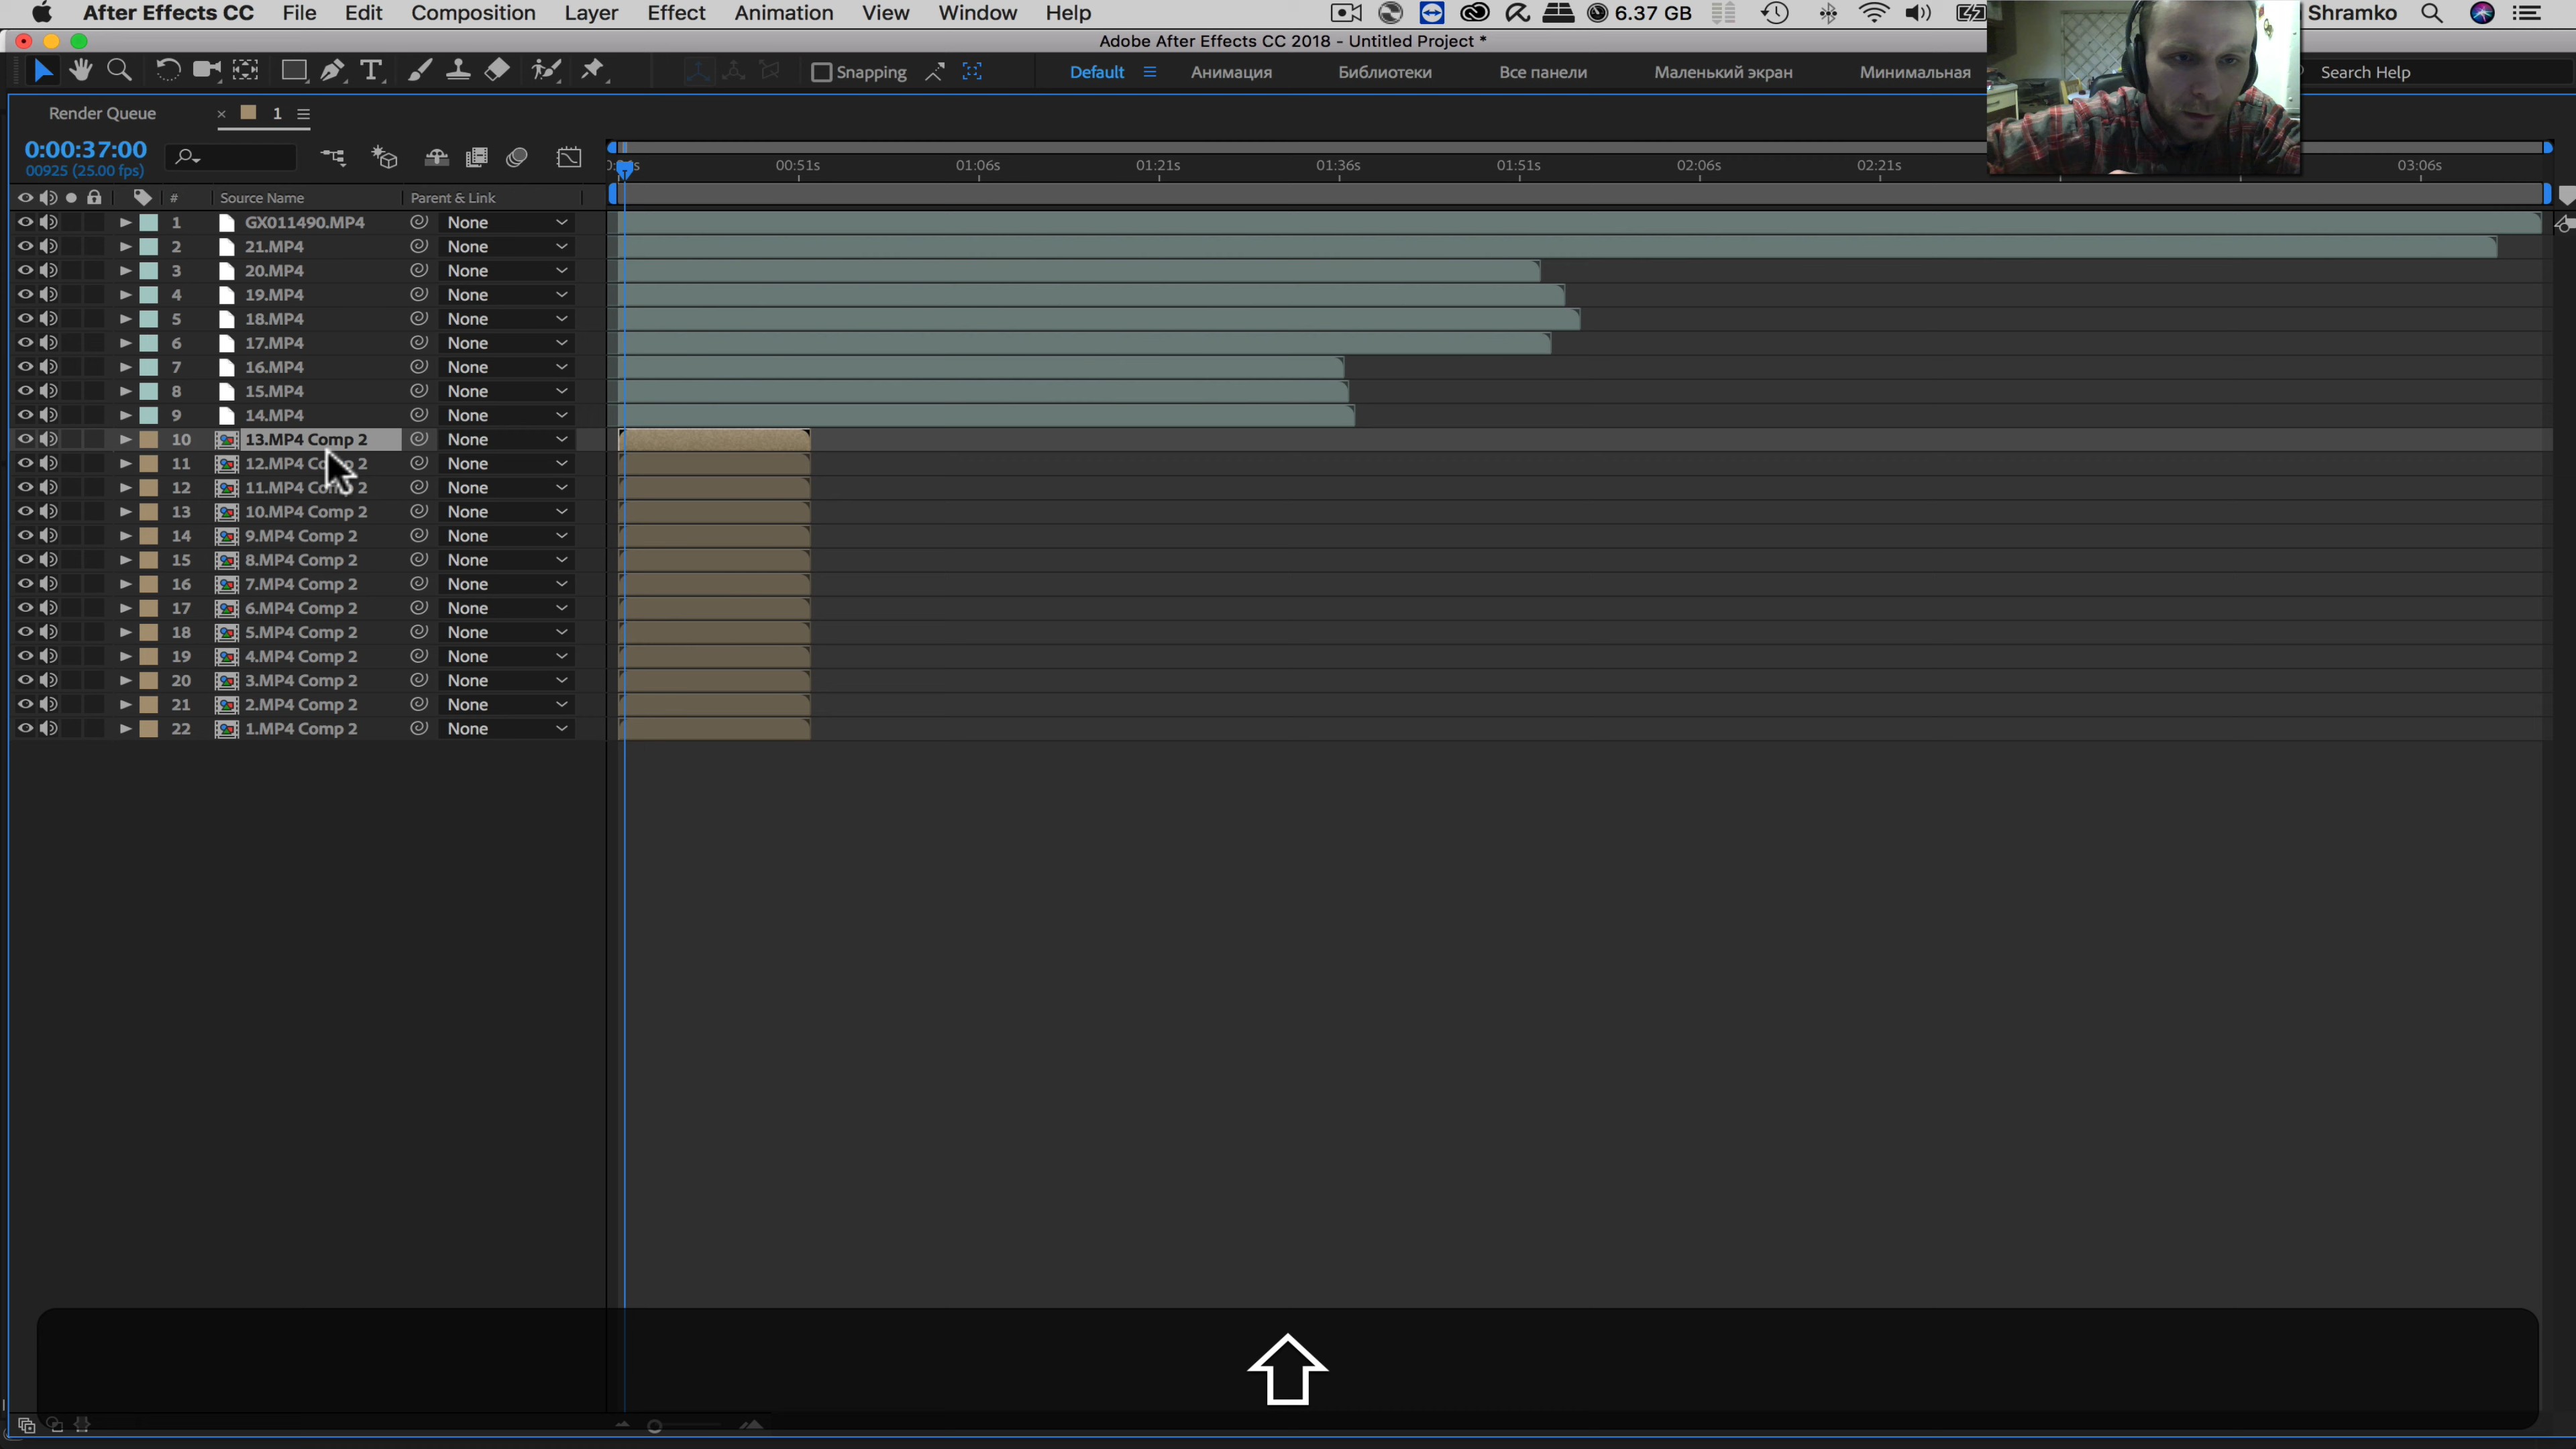 After Effects CC File Edit Composition Layer Effect Animation View Window Help 6.37 GB Shramko
Adobe After Effects CC 2018 - Untitled Project *
Snapping Default Анимация Библиотеки Все панели Маленький экран Минимальная Search Help
Render Queue × 1
0:00:37:00
00925 (25.00 fps)
00:51s 01:06s 01:21s 01:36s 01:51s 02:06s 02:21s 03:06s
# Source Name Parent & Link
1 GX011490.MP4 None
2 21.MP4 None
3 20.MP4 None
4 19.MP4 None
5 18.MP4 None
6 17.MP4 None
7 16.MP4 None
8 15.MP4 None
9 14.MP4 None
10 13.MP4 Comp 2 None
11 12.MP4 Comp 2 None
12 11.MP4 Comp 2 None
13 10.MP4 Comp 2 None
14 9.MP4 Comp 2 None
15 8.MP4 Comp 2 None
16 7.MP4 Comp 2 None
17 6.MP4 Comp 2 None
18 5.MP4 Comp 2 None
19 4.MP4 Comp 2 None
20 3.MP4 Comp 2 None
21 2.MP4 Comp 2 None
22 1.MP4 Comp 2 None